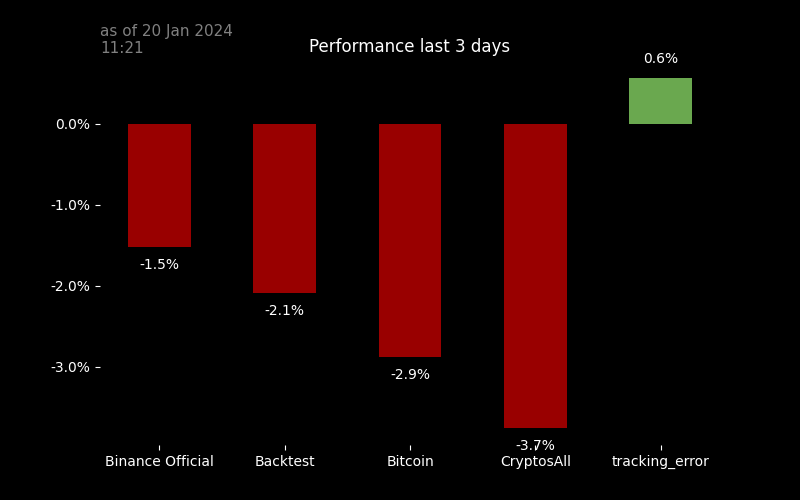 as of 20 Jan 2024
11:21
Performance last 3 days
0.6%
0.0%
-1.0%
-1.5%
-2.0%
-2.1%
-3.0%
-2.9%
-3.7%
Binance Official
Backtest
Bitcoin
CryptosAll
tracking_error